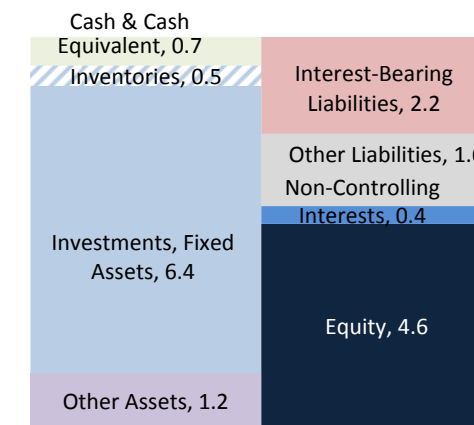 Cash & Cash
Equivalent, 0.7
Inventories, 0.5
Investments, Fixed
Assets, 6.4
Other Assets, 1.2
Interest-Bearing
Liabilities, 2.2
Other Liabilities, 1.6
Non-Controlling
Interests, 0.4
Equity, 4.6